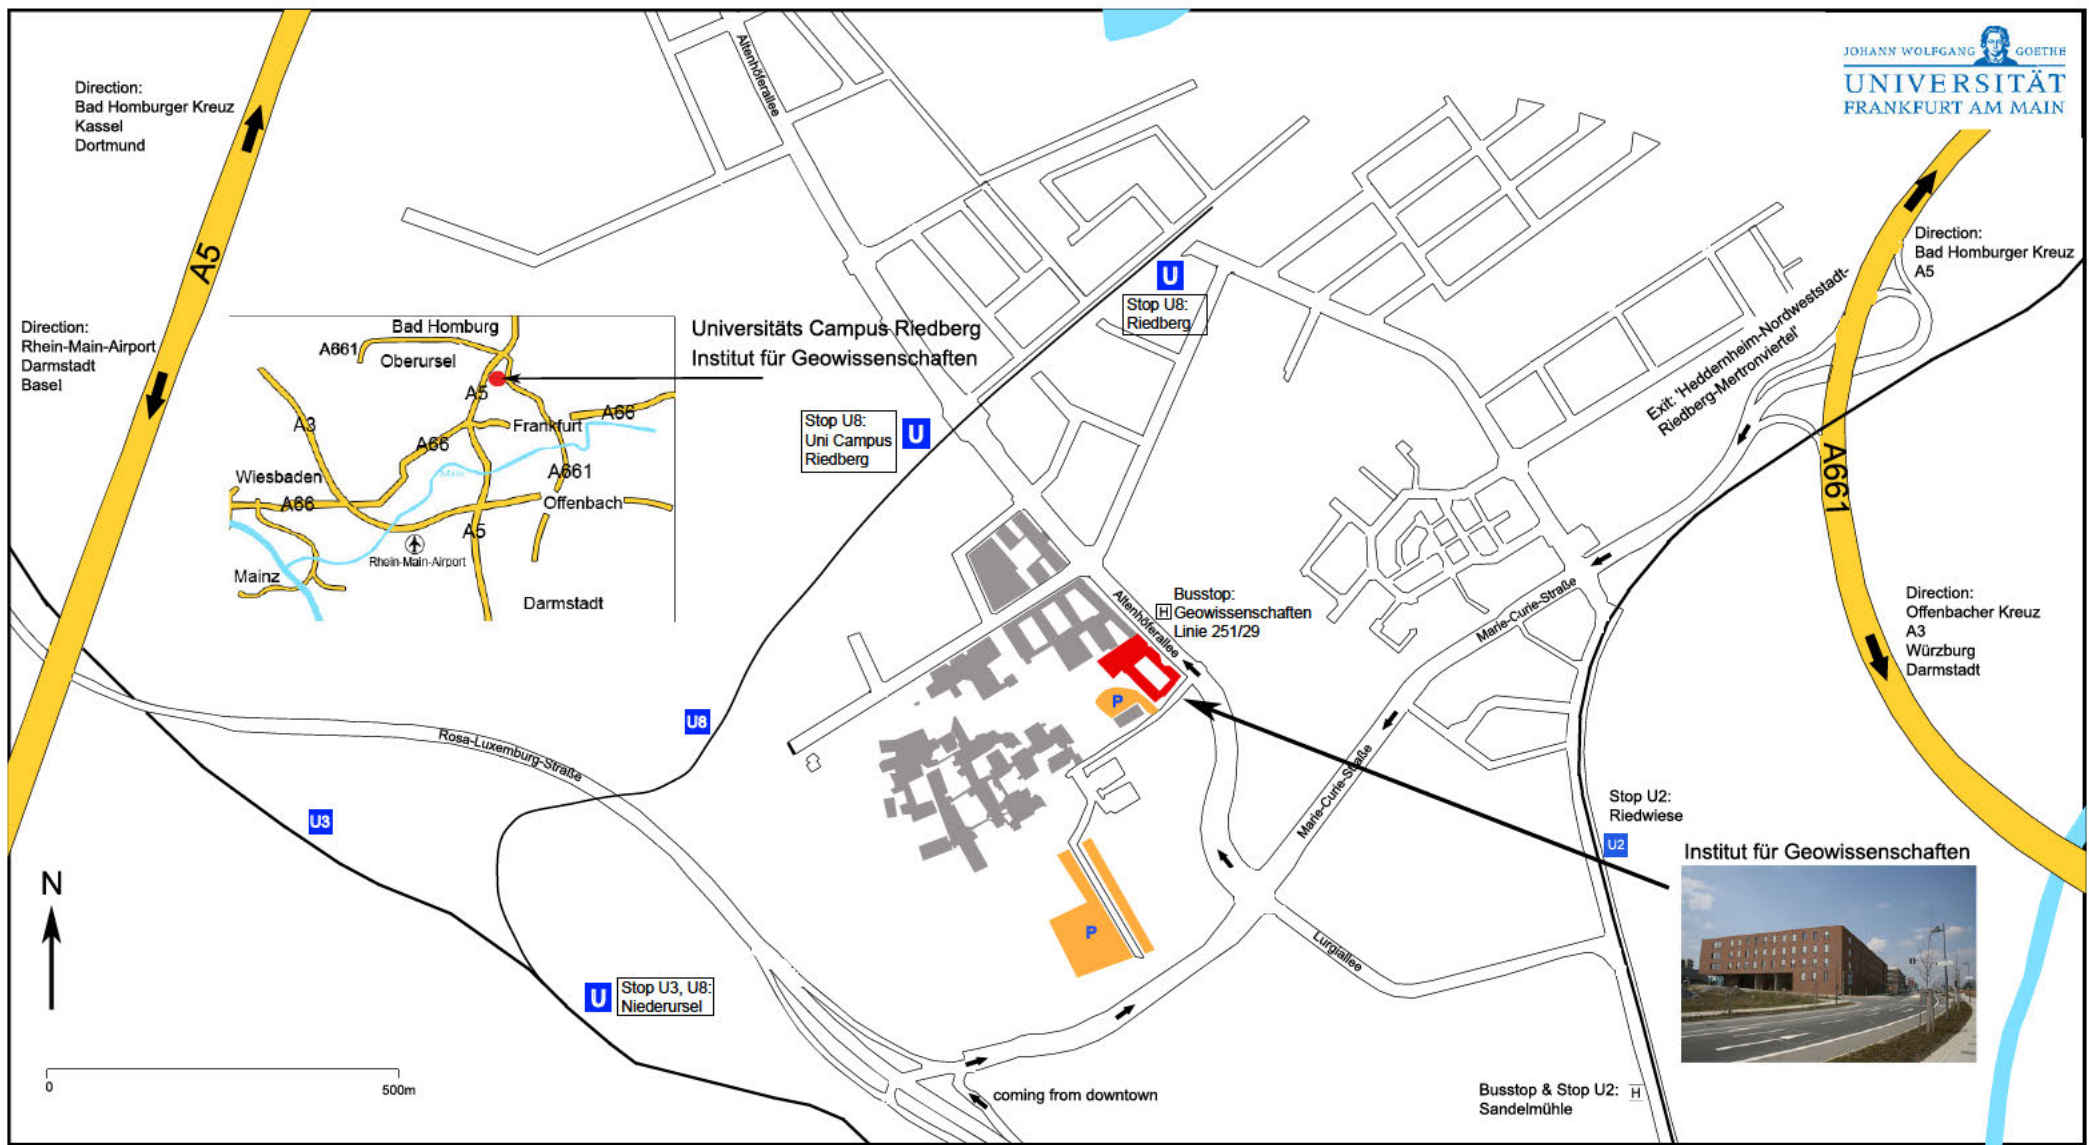 JOHANN WOLFGANG GOETHE
UNIVERSITÄT
FRANKFURT AM MAIN
Direction:
Bad Homburger Kreuz
Kassel
Dortmund
A5
Altenhöferallee
Direction:
Bad Homburger Kreuz
A5
Direction:
Rhein-Main-Airport
Darmstadt
Basel
Bad Homburg
A661
Oberursel
A5
A3
A66
Frankfurt
A66
A661
Wiesbaden
Main
A66
Offenbach
A5
Rhein-Main-Airport
Mainz
Darmstadt
Universitäts Campus Riedberg
Institut für Geowissenschaften
U
Stop U8:
Riedberg
Stop U8:
Uni Campus
Riedberg
U
Exit: 'Heddernheim-Nordweststadt-
Riedberg-Mertronviertel'
A661
Altenhöferallee
Busstop:
H Geowissenschaften
Linie 251/29
Marie-Curie-Straße
Direction:
Offenbacher Kreuz
A3
Würzburg
Darmstadt
P
U8
Rosa-Luxemburg-Straße
Marie-Curie-Straße
U3
Stop U2:
Riedwiese
U2
Institut für Geowissenschaften
N
P
Lurgiallee
U
Stop U3, U8:
Niederursel
0
500m
coming from downtown
Busstop & Stop U2: H
Sandelmühle